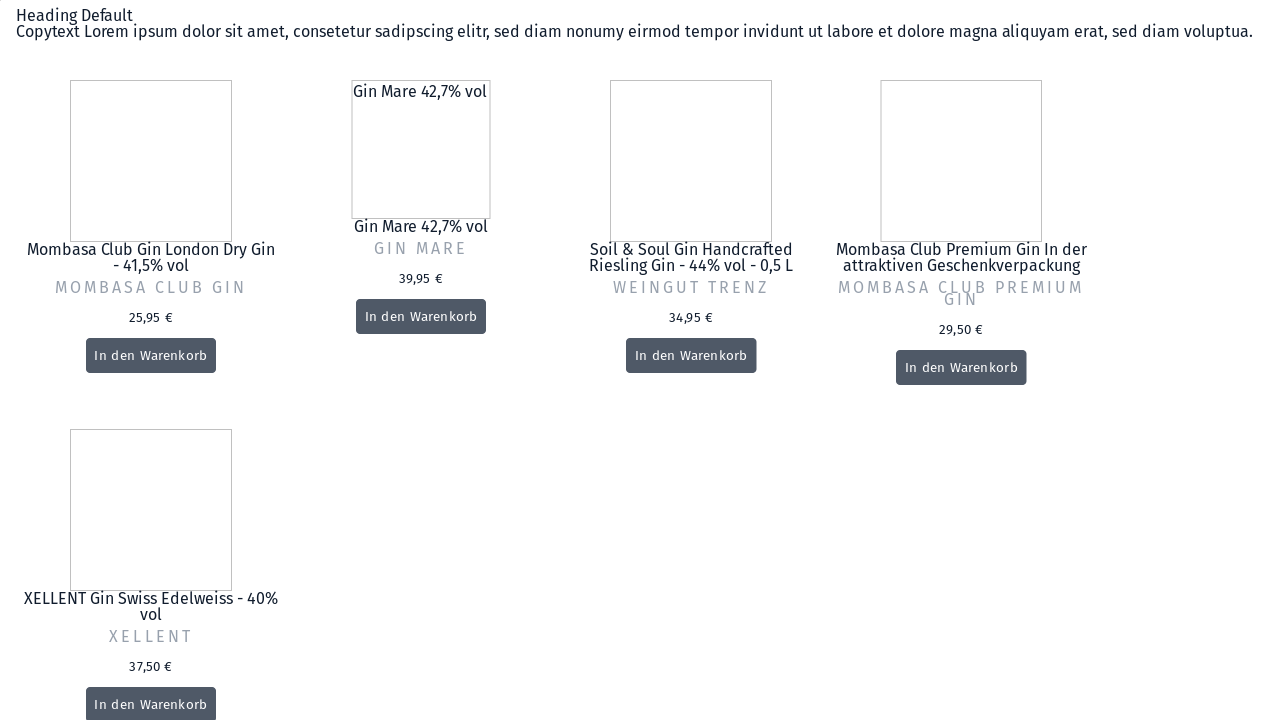 Heading Default
Copytext Lorem ipsum dolor sit amet, consetetur sadipscing elitr, sed diam nonumy eirmod tempor invidunt ut labore et dolore magna aliquyam erat, sed diam voluptua.
Mombasa Club Gin London Dry Gin
- 41,5% vol
MOMBASA CLUB GIN
25,95 €
In den Warenkorb
Gin Mare 42,7% vol
Gin Mare 42,7% vol
GIN MARE
39,95 €
In den Warenkorb
Soil & Soul Gin Handcrafted
Riesling Gin - 44% vol - 0,5 L
WEINGUT TRENZ
34,95 €
In den Warenkorb
Mombasa Club Premium Gin In der
attraktiven Geschenkverpackung
MOMBASA CLUB PREMIUM
GIN
29,50 €
In den Warenkorb
XELLENT Gin Swiss Edelweiss - 40%
vol
XELLENT
37,50 €
In den Warenkorb